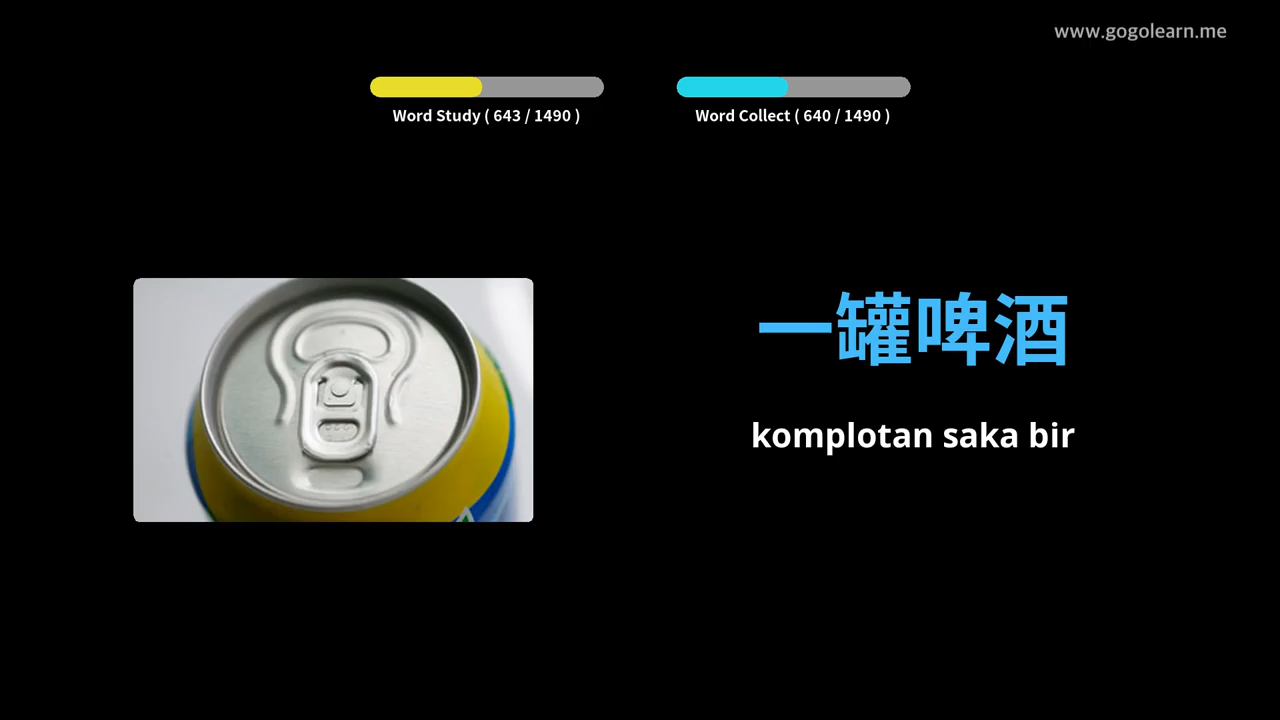 www.gogolearn.me
Word Study ( 643 / 1490 )
Word Collect ( 640 / 1490 )
一罐啤酒
komplotan saka bir